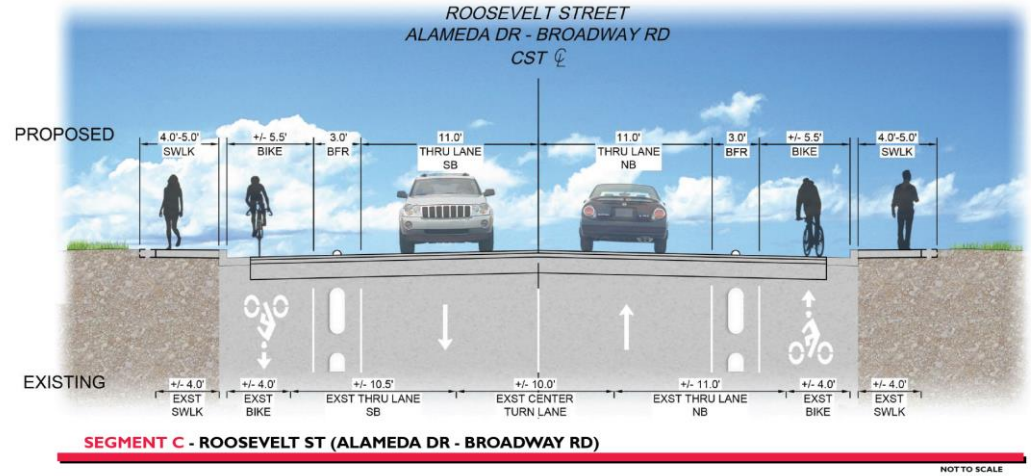 ROOSEVELT STREET
ALAMEDA DR - BROADWAY RD
CST ℄
PROPOSED
4.0'-5.0' +/- 5.5' 3.0' 11.0' 11.0' 3.0' +/- 5.5' 4.0'-5.0'
SWLK BIKE BFR THRU LANE THRU LANE BFR BIKE SWLK
SB NB
EXISTING
+/- 4.0' +/- 4.0' +/- 10.5' +/- 10.0' +/- 11.0' +/- 4.0' +/- 4.0'
EXST EXST EXST THRU LANE EXST CENTER EXST THRU LANE EXST EXST
SWLK BIKE SB TURN LANE NB BIKE SWLK
SEGMENT C - ROOSEVELT ST (ALAMEDA DR - BROADWAY RD)
NOT TO SCALE